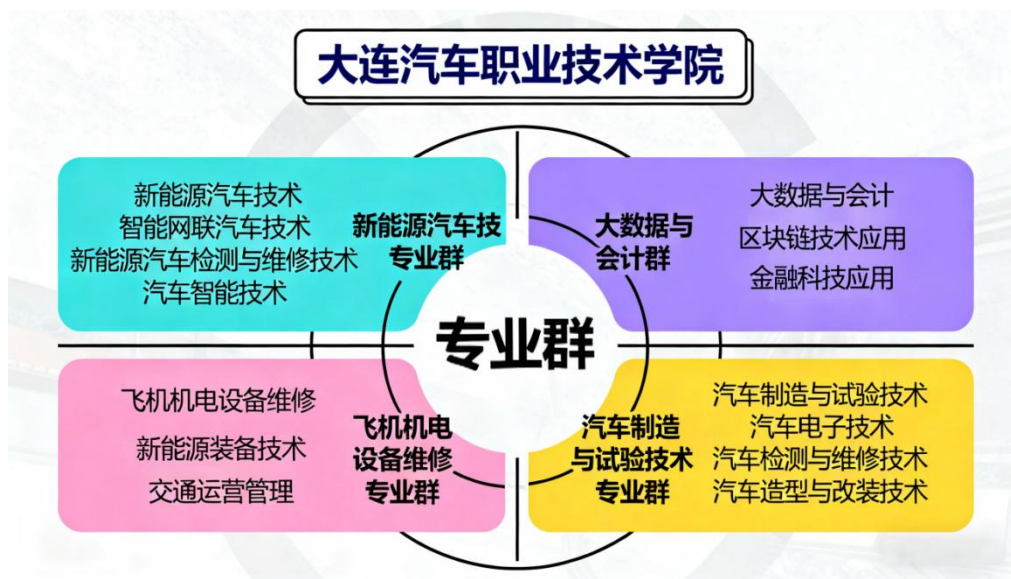 大连汽车职业技术学院
新能源汽车技术
智能网联汽车技术
新能源汽车检测与维修技术
汽车智能技术
新能源汽车技
专业群
大数据与
会计群
大数据与会计
区块链技术应用
金融科技应用
专业群
飞机机电设备维修
新能源装备技术
交通运营管理
飞机机电
设备维修
专业群
汽车制造
与试验技术
专业群
汽车制造与试验技术
汽车电子技术
汽车检测与维修技术
汽车造型与改装技术